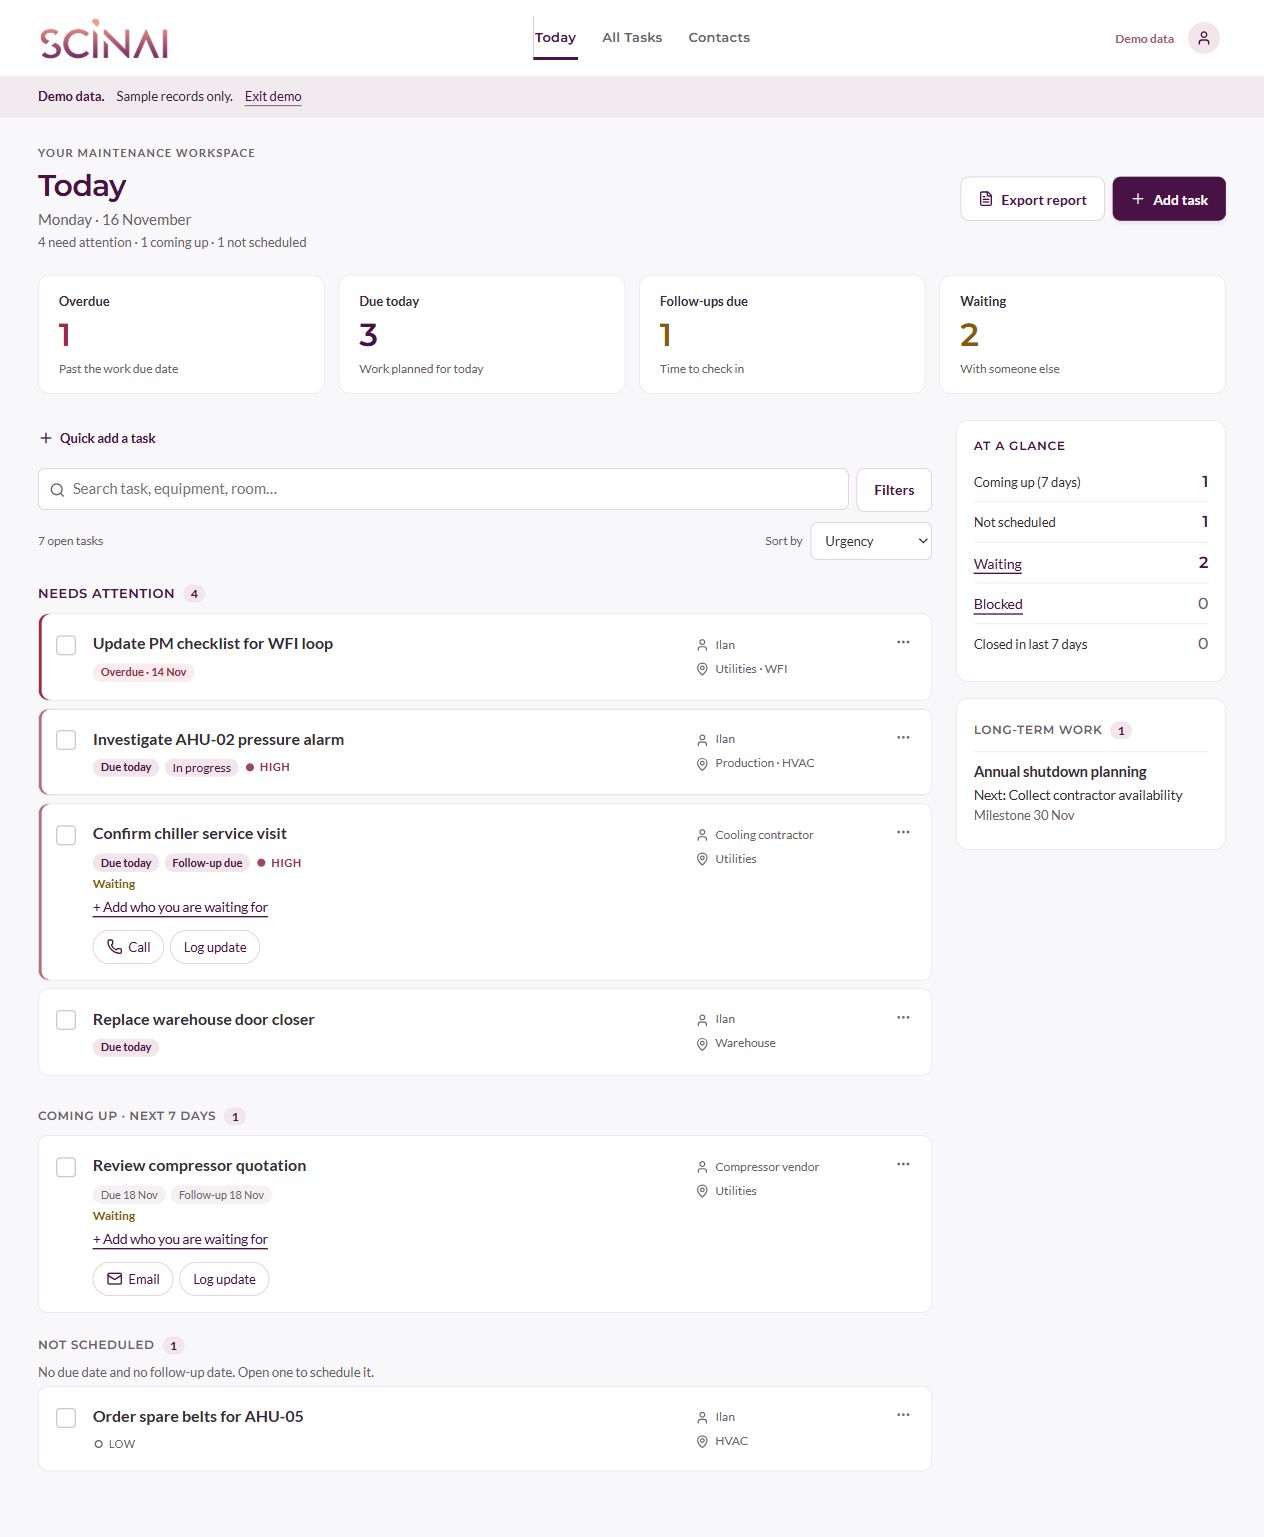 SCINAI
Today
All Tasks
Contacts
Demo data
Demo data. Sample records only. Exit demo
YOUR MAINTENANCE WORKSPACE
Today
Monday · 16 November
4 need attention · 1 coming up · 1 not scheduled
Export report
+ Add task
Overdue
1
Past the work due date
Due today
3
Work planned for today
Follow-ups due
1
Time to check in
Waiting
2
With someone else
+ Quick add a task
Search task, equipment, room...
Filters
7 open tasks
Sort by Urgency
NEEDS ATTENTION 4
Update PM checklist for WFI loop
Overdue · 14 Nov
Ilan
Utilities · WFI
Investigate AHU-02 pressure alarm
Due today In progress HIGH
Ilan
Production · HVAC
Confirm chiller service visit
Due today Follow-up due HIGH
Waiting
+ Add who you are waiting for
Call Log update
Cooling contractor
Utilities
Replace warehouse door closer
Due today
Ilan
Warehouse
COMING UP · NEXT 7 DAYS 1
Review compressor quotation
Due 18 Nov Follow-up 18 Nov
Waiting
+ Add who you are waiting for
Email Log update
Compressor vendor
Utilities
NOT SCHEDULED 1
No due date and no follow-up date. Open one to schedule it.
Order spare belts for AHU-05
LOW
Ilan
HVAC
AT A GLANCE
Coming up (7 days) 1
Not scheduled 1
Waiting 2
Blocked 0
Closed in last 7 days 0
LONG-TERM WORK 1
Annual shutdown planning
Next: Collect contractor availability
Milestone 30 Nov